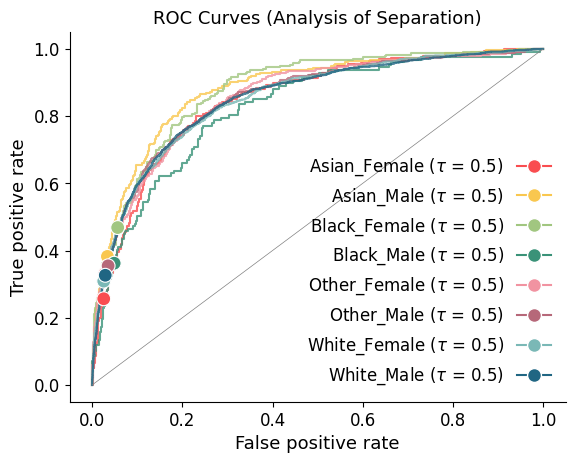 ROC Curves (Analysis of Separation)
True positive rate
1.0
0.8
0.6
0.4
0.2
0.0
Asian_Female (τ = 0.5)
Asian_Male (τ = 0.5)
Black_Female (τ = 0.5)
Black_Male (τ = 0.5)
Other_Female (τ = 0.5)
Other_Male (τ = 0.5)
White_Female (τ = 0.5)
White_Male (τ = 0.5)
0.0 0.2 0.4 0.6 0.8 1.0
False positive rate